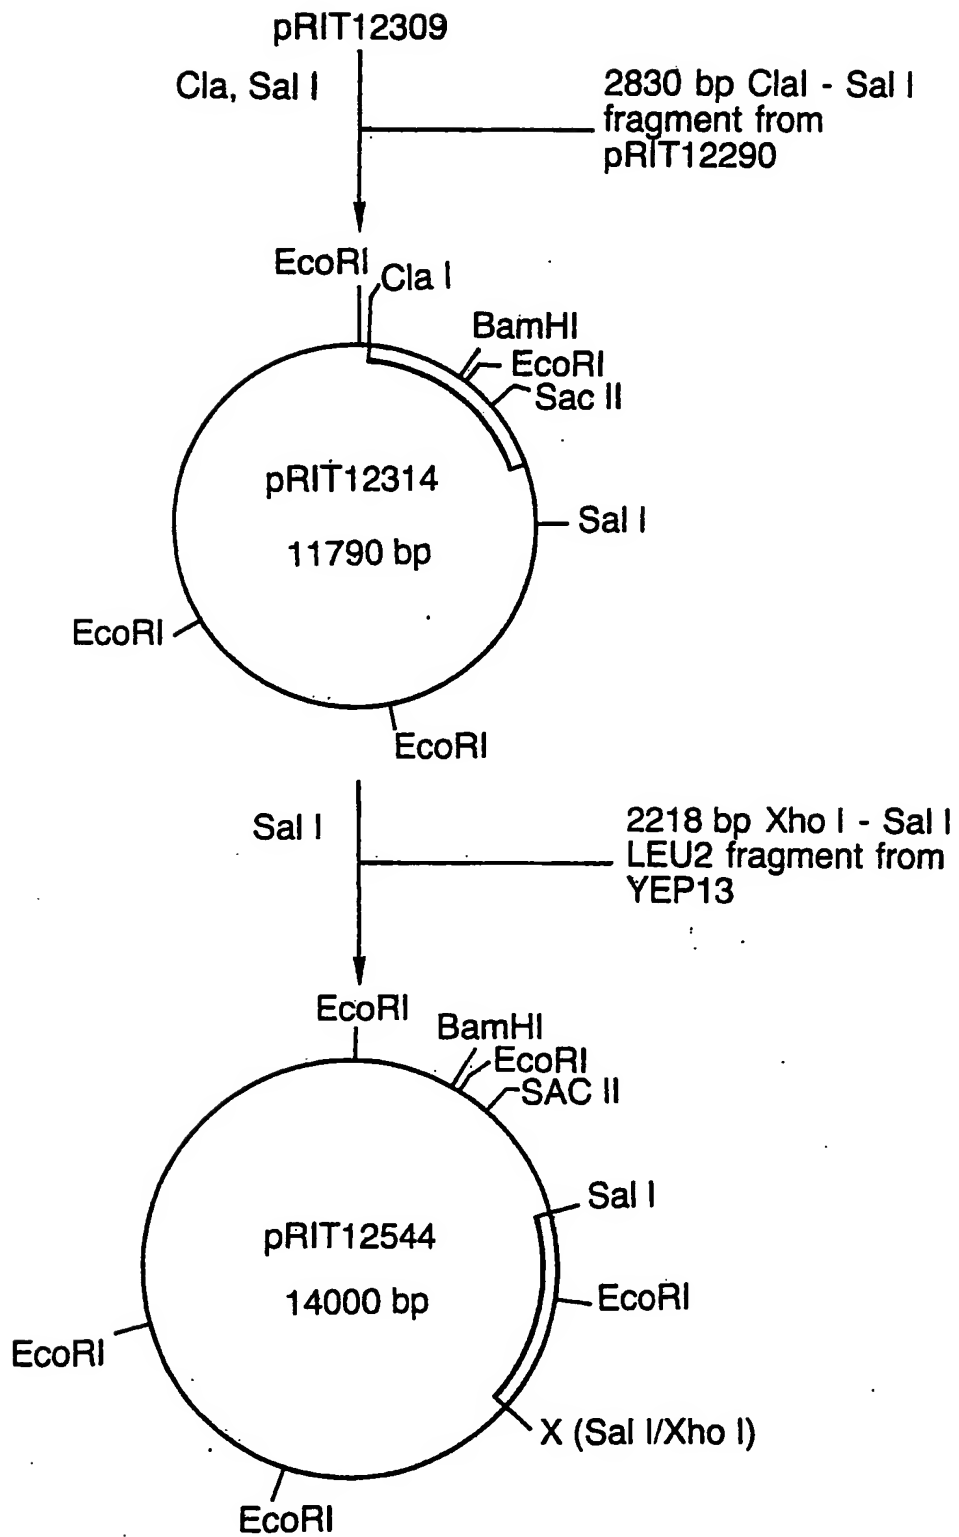 pRIT12309
Cla, Sal I
2830 bp ClaI - Sal I
fragment from
pRIT12290
EcoRI
Cla I
BamHI
EcoRI
Sac II
pRIT12314
11790 bp
Sal I
EcoRI
EcoRI
Sal I
2218 bp Xho I - Sal I
LEU2 fragment from
YEP13
EcoRI
BamHI
EcoRI
SAC II
Sal I
pRIT12544
14000 bp
EcoRI
EcoRI
X (Sal I/Xho I)
EcoRI